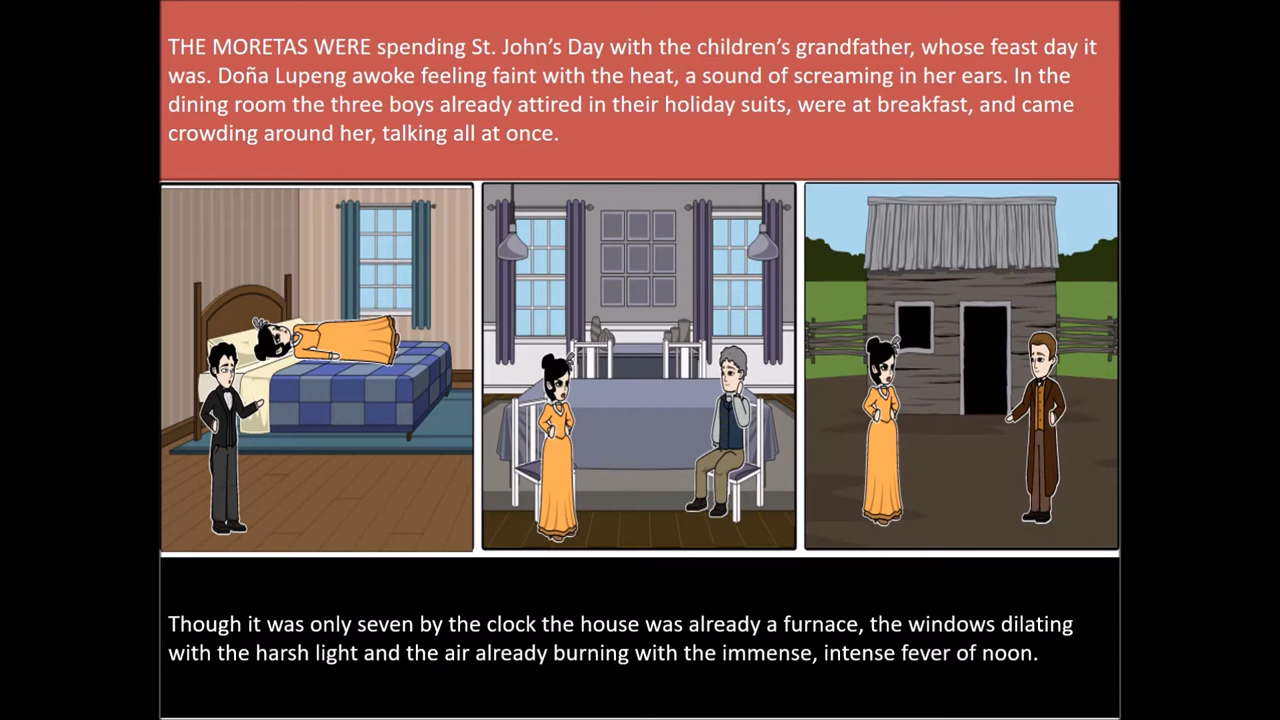 THE MORETAS WERE spending St. John’s Day with the children’s grandfather, whose feast day it
was. Doña Lupeng awoke feeling faint with the heat, a sound of screaming in her ears. In the
dining room the three boys already attired in their holiday suits, were at breakfast, and came
crowding around her, talking all at once.
Though it was only seven by the clock the house was already a furnace, the windows dilating
with the harsh light and the air already burning with the immense, intense fever of noon.